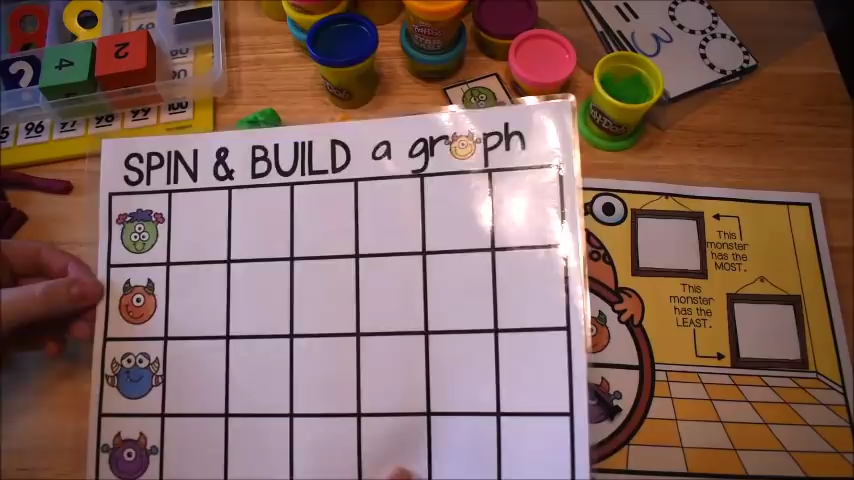 SPIN & BUILD a graph
This
monster
has the
MOST.
This
monster
has the
LEAST.
2
4
3
96 97 98 99 100